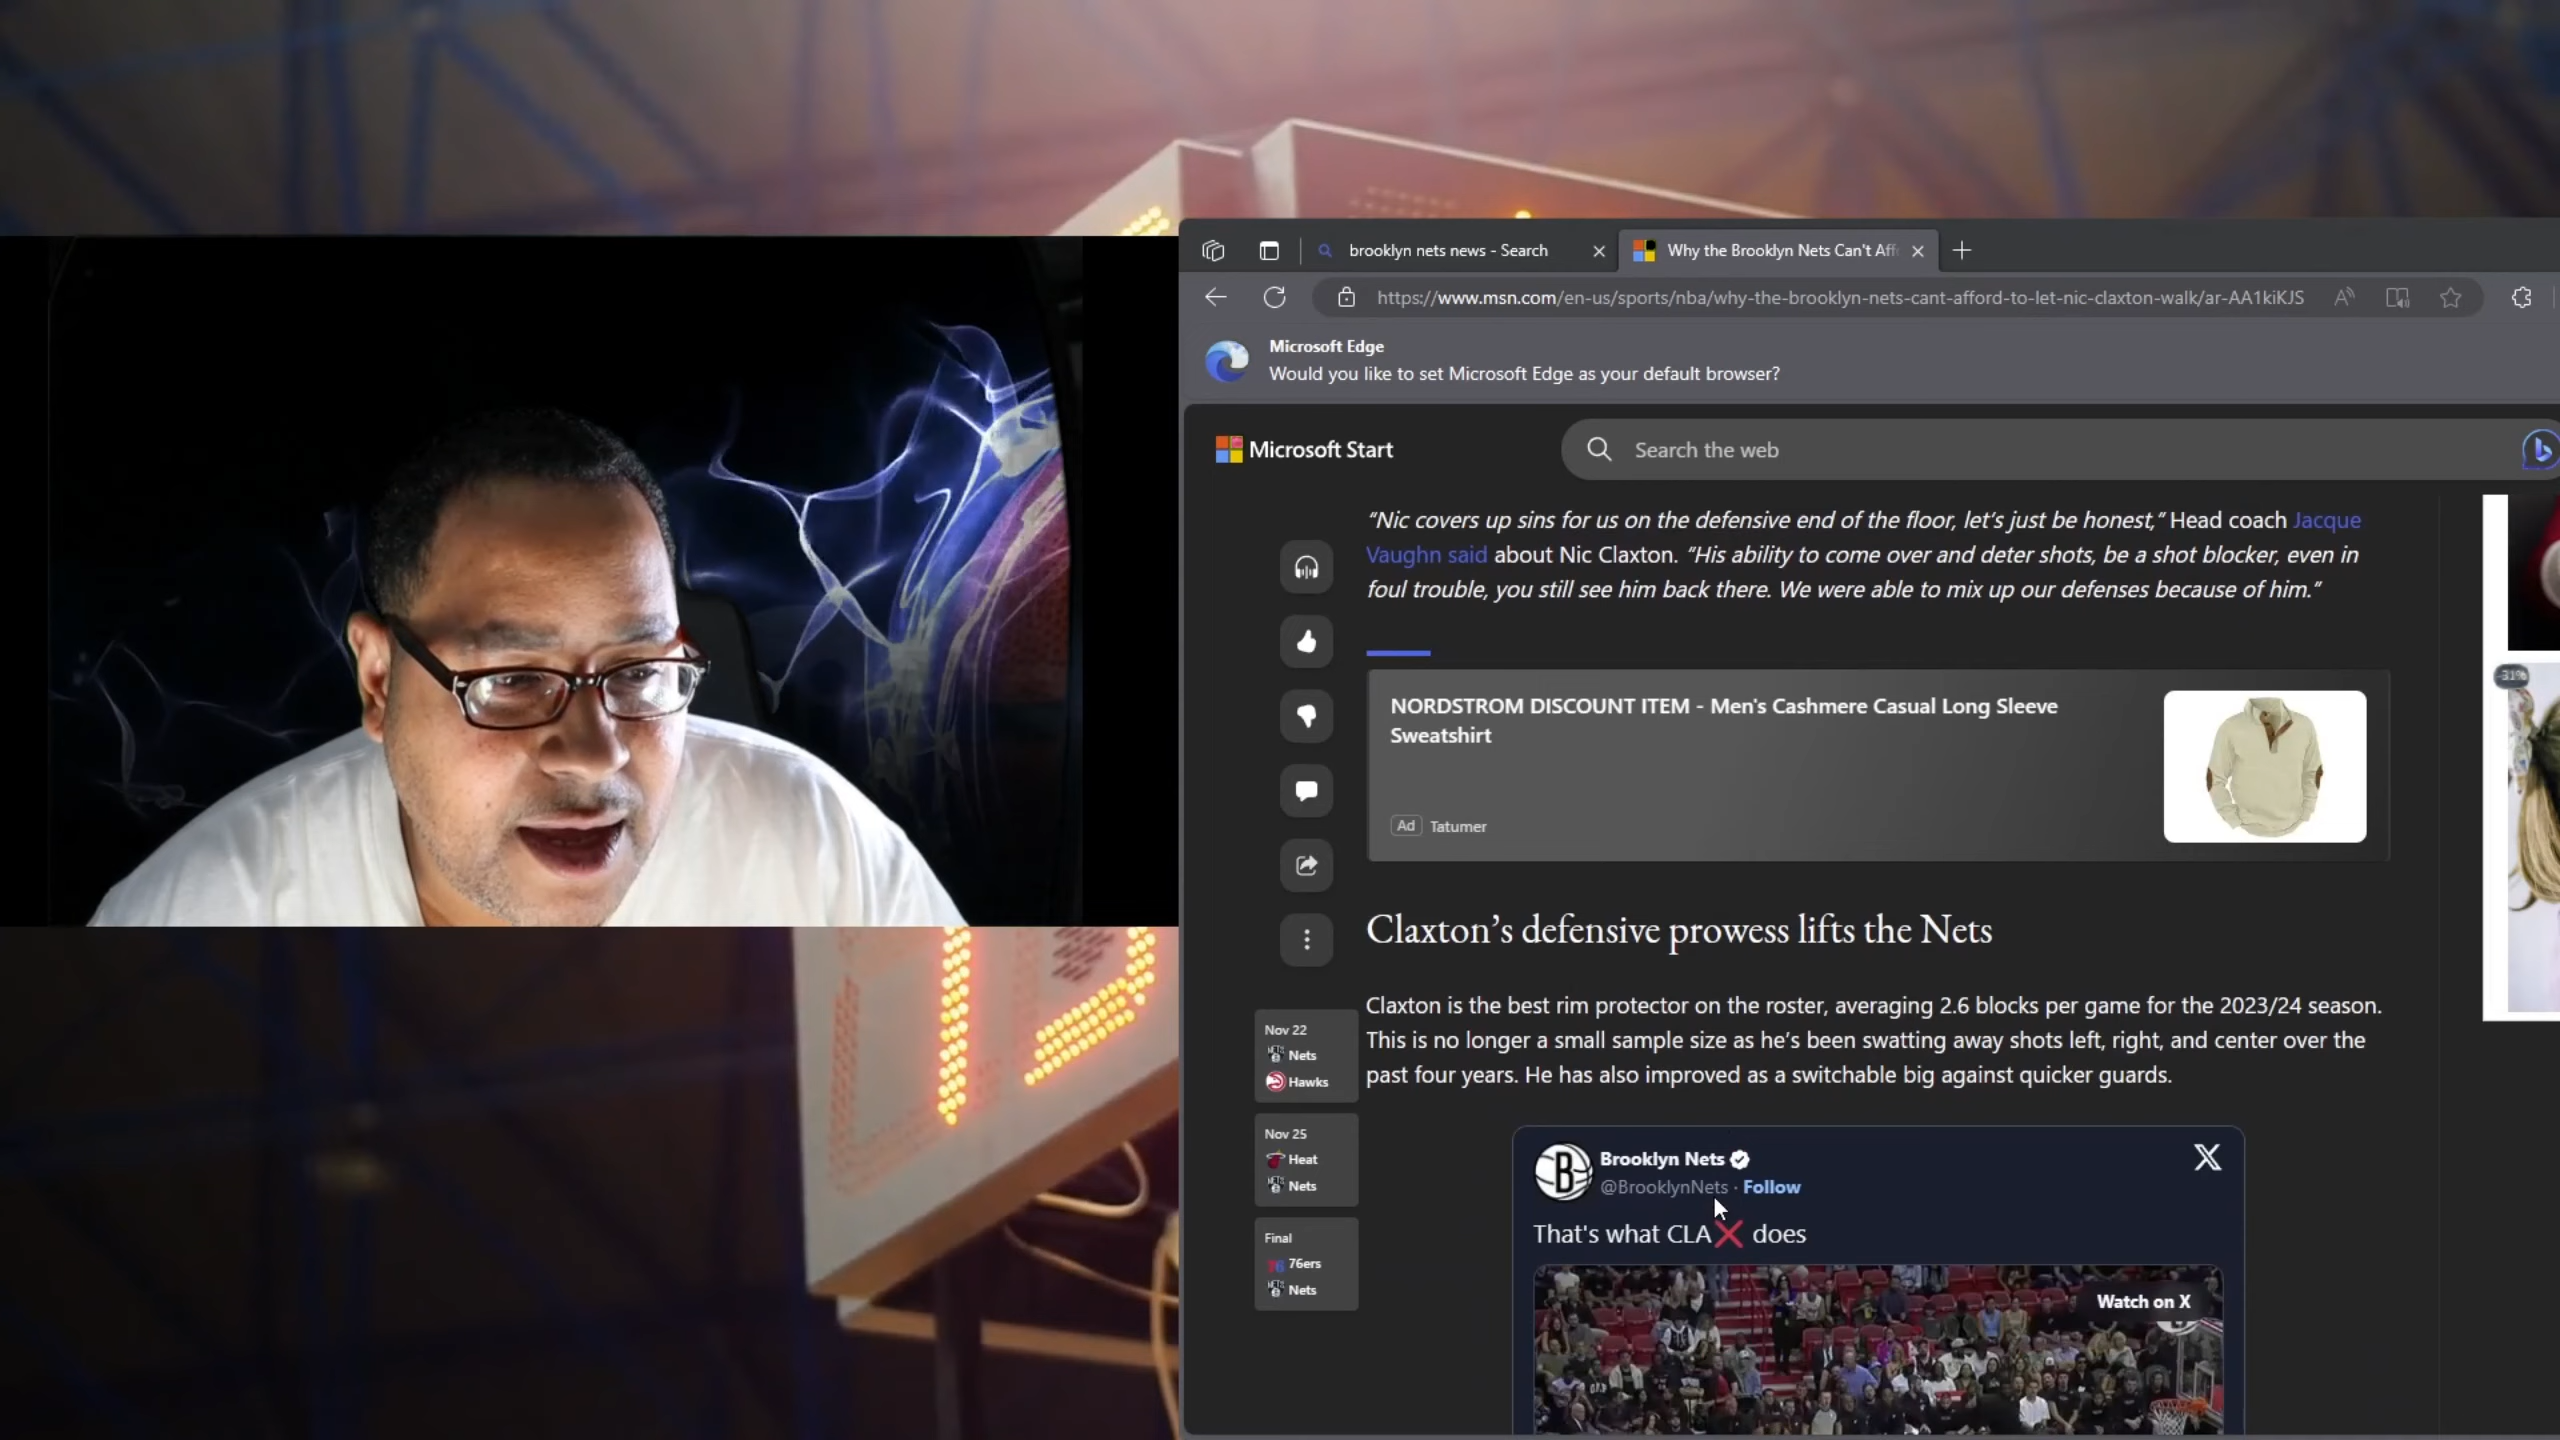 brooklyn nets news - Search
Why the Brooklyn Nets Can't Aff
https://www.msn.com/en-us/sports/nba/why-the-brooklyn-nets-cant-afford-to-let-nic-claxton-walk/ar-AA1kiKJS
Microsoft Edge
Would you like to set Microsoft Edge as your default browser?
Microsoft Start
Search the web
“Nic covers up sins for us on the defensive end of the floor, let’s just be honest,” Head coach Jacque
Vaughn said about Nic Claxton. “His ability to come over and deter shots, be a shot blocker, even in
foul trouble, you still see him back there. We were able to mix up our defenses because of him.”
-31%
NORDSTROM DISCOUNT ITEM - Men's Cashmere Casual Long Sleeve
Sweatshirt
Ad Tatumer
Claxton’s defensive prowess lifts the Nets
Claxton is the best rim protector on the roster, averaging 2.6 blocks per game for the 2023/24 season.
This is no longer a small sample size as he’s been swatting away shots left, right, and center over the
past four years. He has also improved as a switchable big against quicker guards.
Nov 22
Nets
Hawks
Nov 25
Heat
Nets
Final
76ers
Nets
Brooklyn Nets
@BrooklynNets · Follow
That's what CLA❌ does
Watch on X